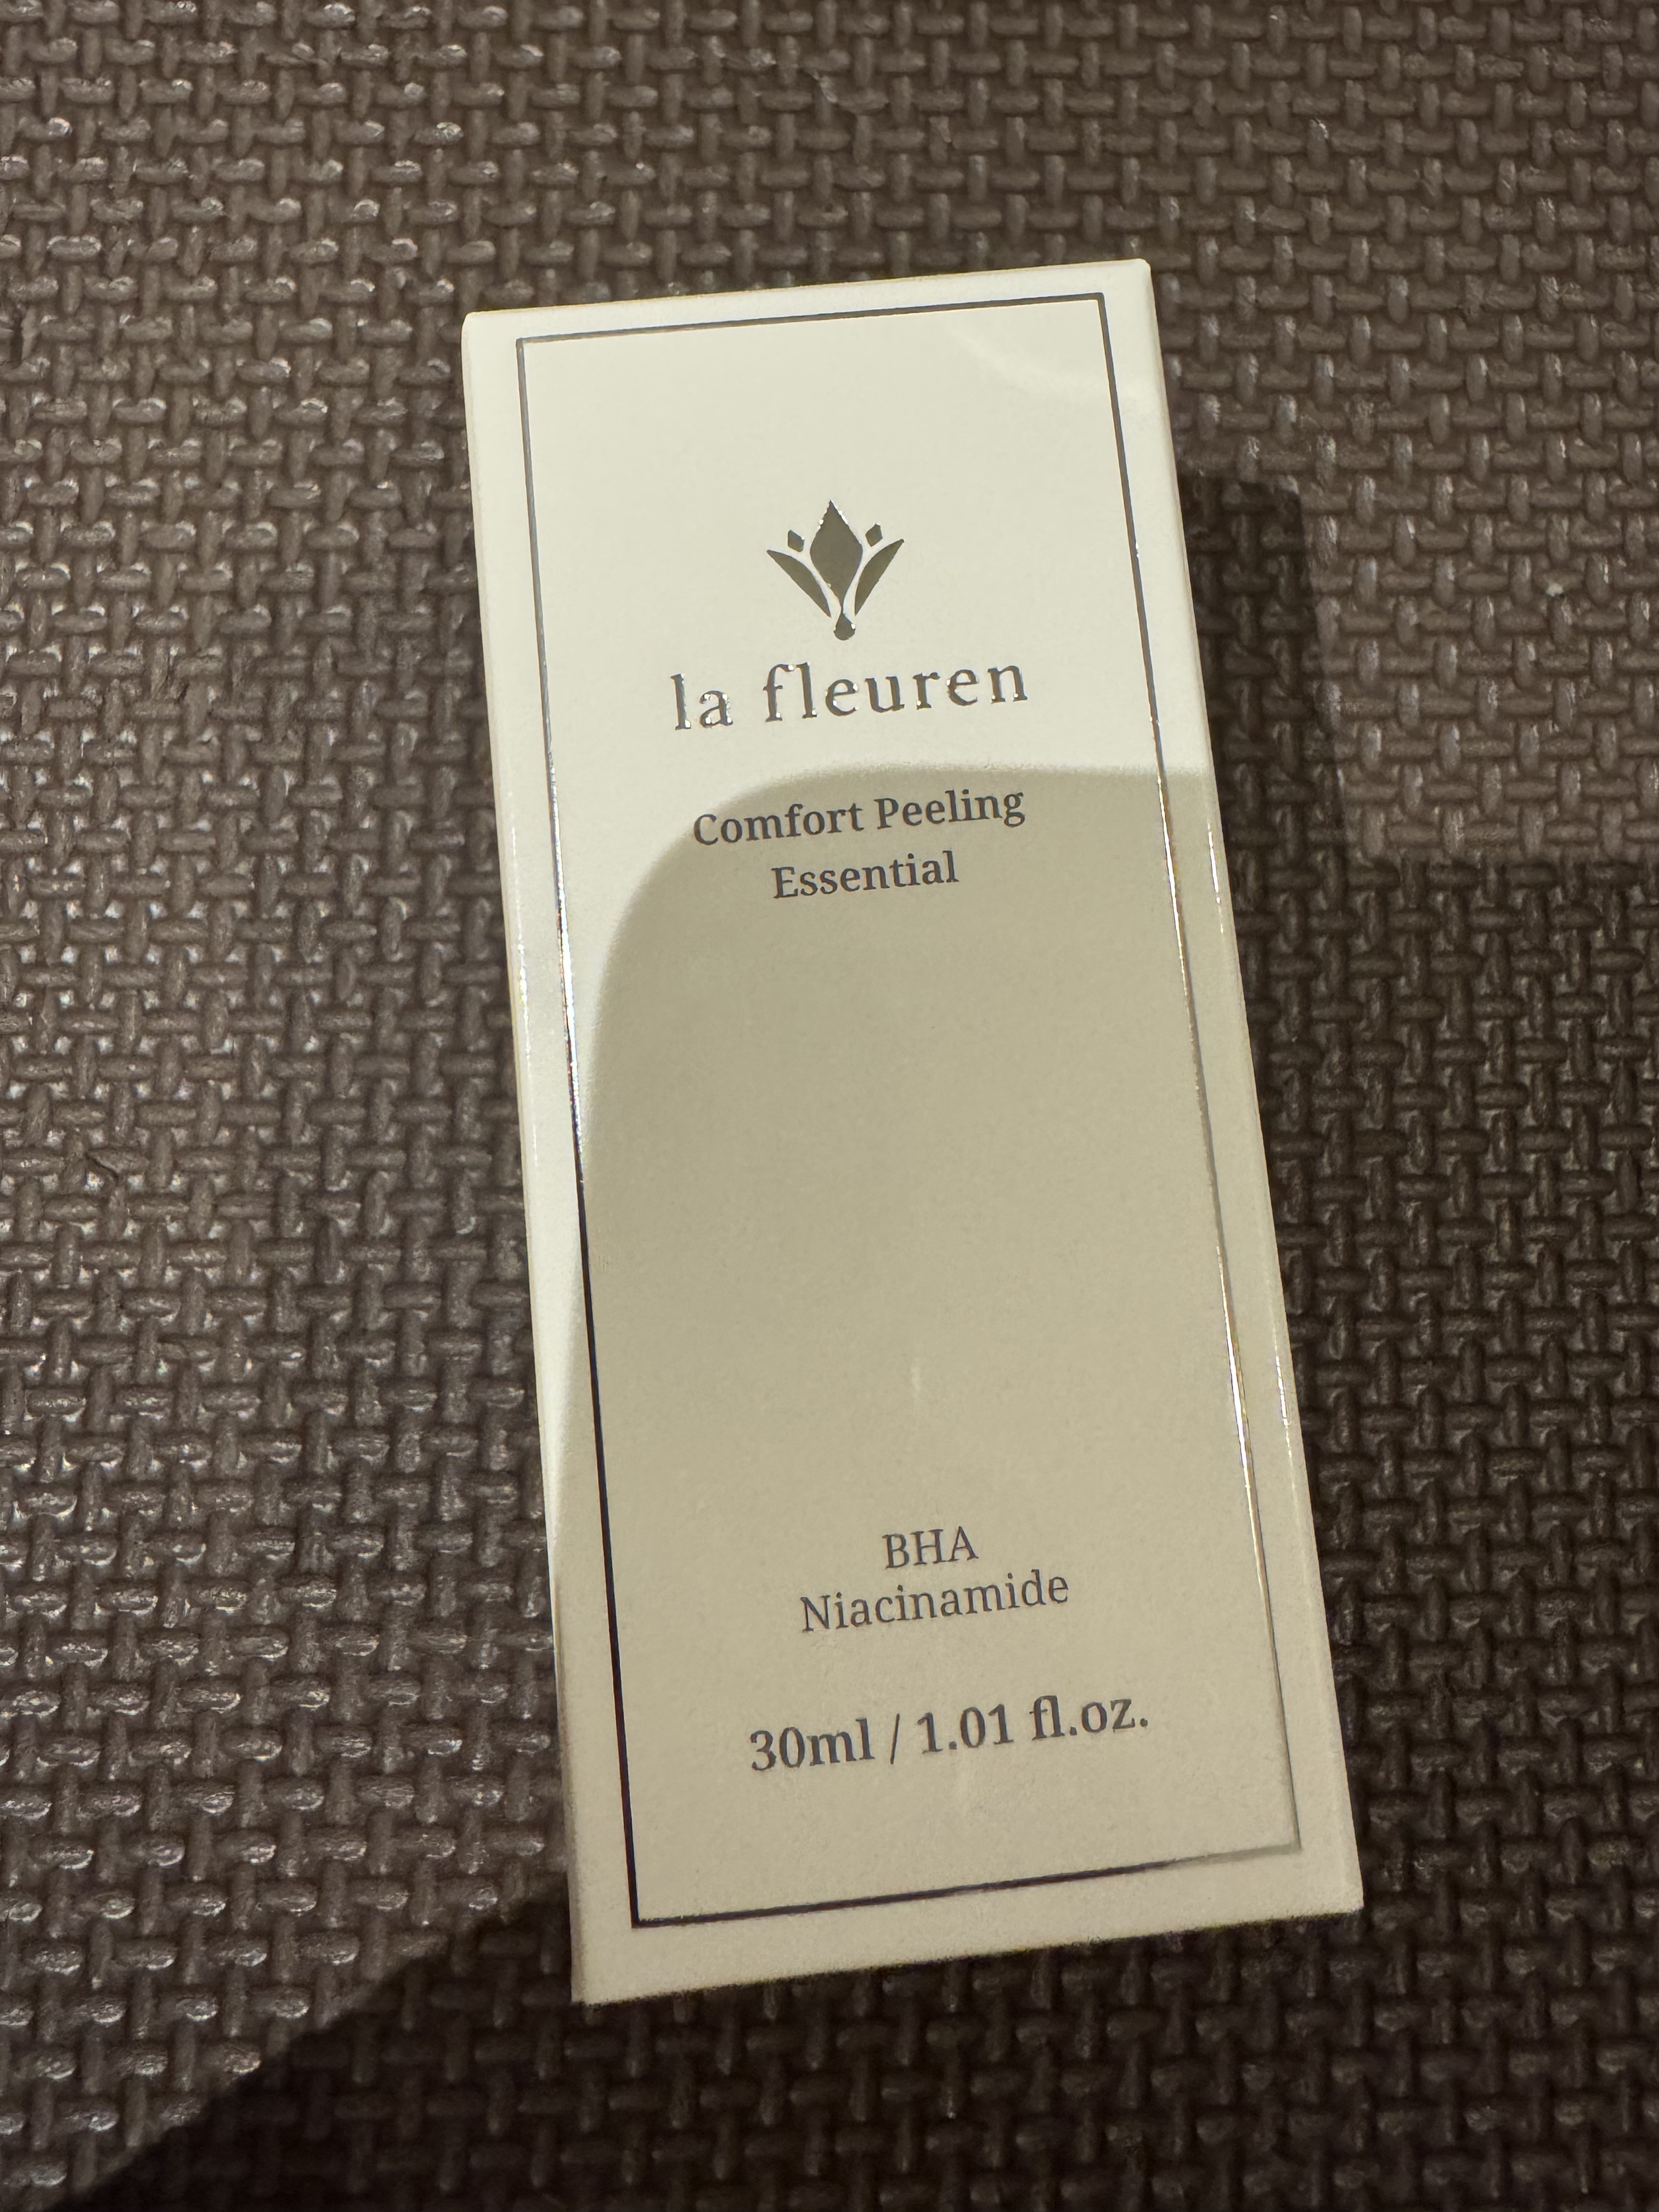 la fleuren
Comfort Peeling
Essential
BHA
Niacinamide
30ml / 1.01 fl.oz.